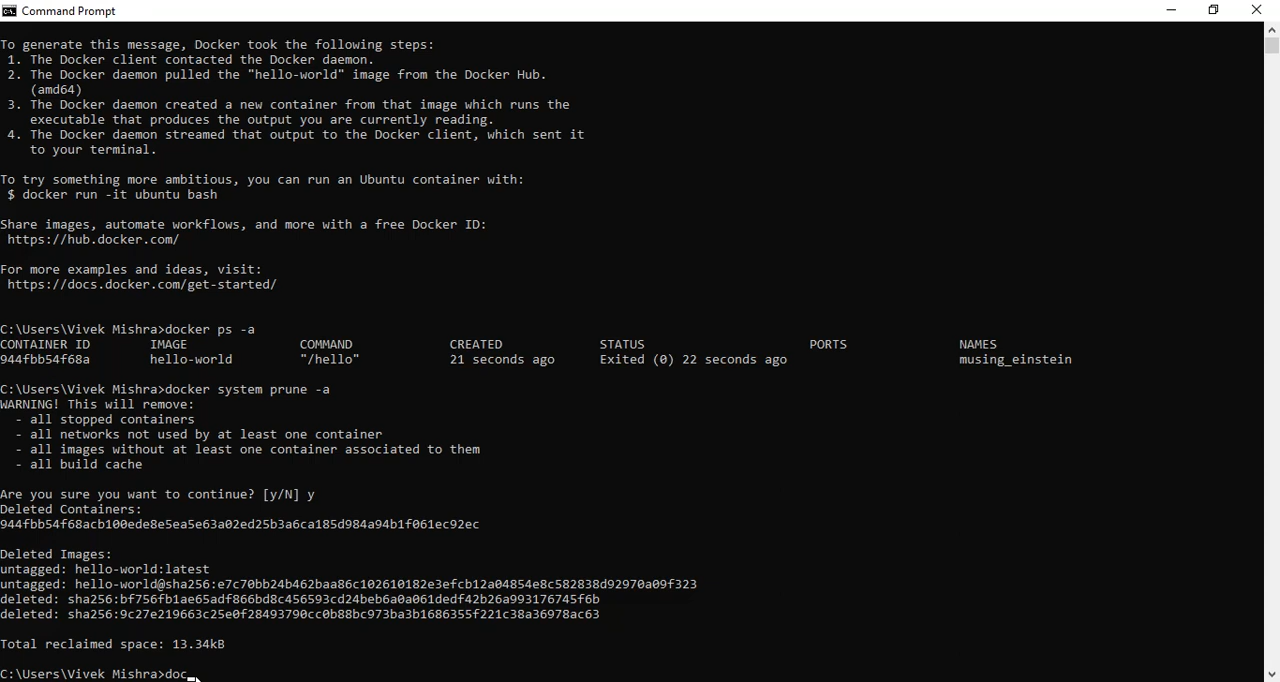 Command Prompt
To generate this message, Docker took the following steps:
1. The Docker client contacted the Docker daemon.
2. The Docker daemon pulled the "hello-world" image from the Docker Hub.
(amd64)
3. The Docker daemon created a new container from that image which runs the
executable that produces the output you are currently reading.
4. The Docker daemon streamed that output to the Docker client, which sent it
to your terminal.
To try something more ambitious, you can run an Ubuntu container with:
$ docker run -it ubuntu bash
Share images, automate workflows, and more with a free Docker ID:
https://hub.docker.com/
For more examples and ideas, visit:
https://docs.docker.com/get-started/
C:\Users\Vivek Mishra>docker ps -a
CONTAINER ID IMAGE COMMAND CREATED STATUS PORTS NAMES
944fbb54f68a hello-world "/hello" 21 seconds ago Exited (0) 22 seconds ago musing_einstein
C:\Users\Vivek Mishra>docker system prune -a
WARNING! This will remove:
- all stopped containers
- all networks not used by at least one container
- all images without at least one container associated to them
- all build cache
Are you sure you want to continue? [y/N] y
Deleted Containers:
944fbb54f68acb100ede8e5ea5e63a02ed25b3a6ca185d984a94b1f061ec92ec
Deleted Images:
untagged: hello-world:latest
untagged: hello-world@sha256:e7c70bb24b462baa86c102610182e3efcb12a04854e8c582838d92970a09f323
deleted: sha256:bf756fb1ae65adf866bd8c456593cd24beb6a0a061dedf42b26a993176745f6b
deleted: sha256:9c27e219663c25e0f28493790cc0b88bc973ba3b1686355f221c38a36978ac63
Total reclaimed space: 13.34kB
C:\Users\Vivek Mishra>doc